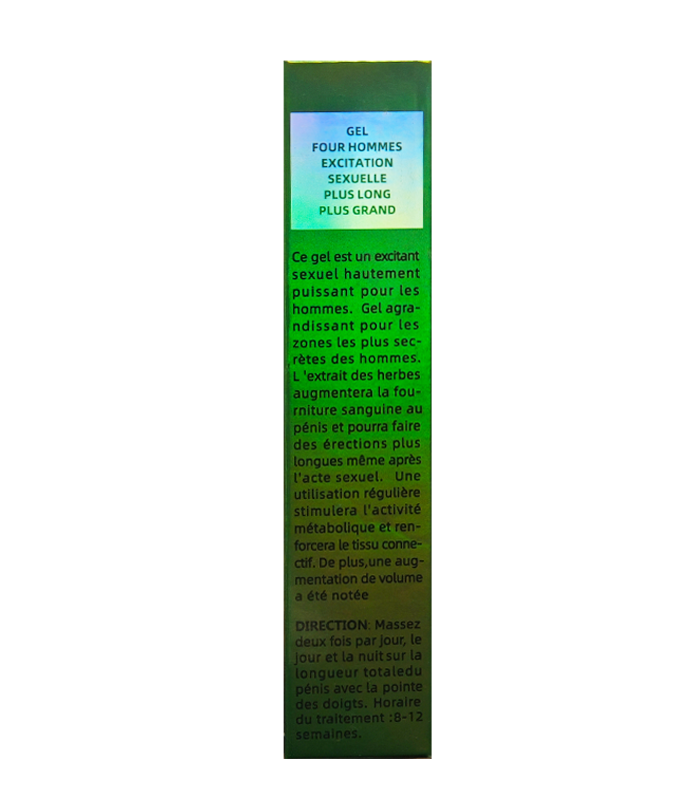 GEL
FOUR HOMMES
EXCITATION
SEXUELLE
PLUS LONG
PLUS GRAND
Ce gel est un excitant
sexuel hautement
puissant pour les
hommes. Gel agra-
ndissant pour les
zones les plus sec-
rètes des hommes.
L 'extrait des herbes
augmentera la fou-
rniture sanguine au
pénis et pourra faire
des érections plus
longues même après
l'acte sexuel. Une
utilisation régulière
stimulera l'activité
métabolique et ren-
forcera le tissu conne-
ctif. De plus,une aug-
mentation de volume
a été notée
DIRECTION: Massez
deux fois par jour, le
jour et la nuit sur la
longueur totaledu
pénis avec la pointe
des doigts. Horaire
du traitement :8-12
semaines.